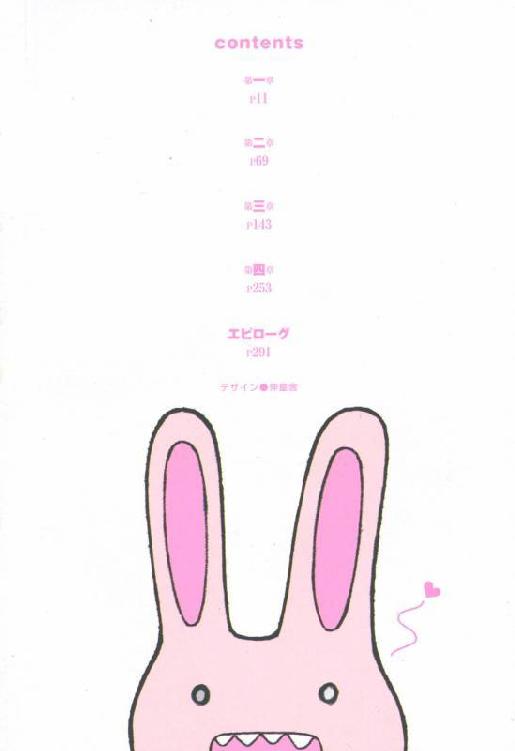 contents
第一章
P11
第二章
P69
第三章
P143
第四章
P253
エピローグ
P291
デザイン●